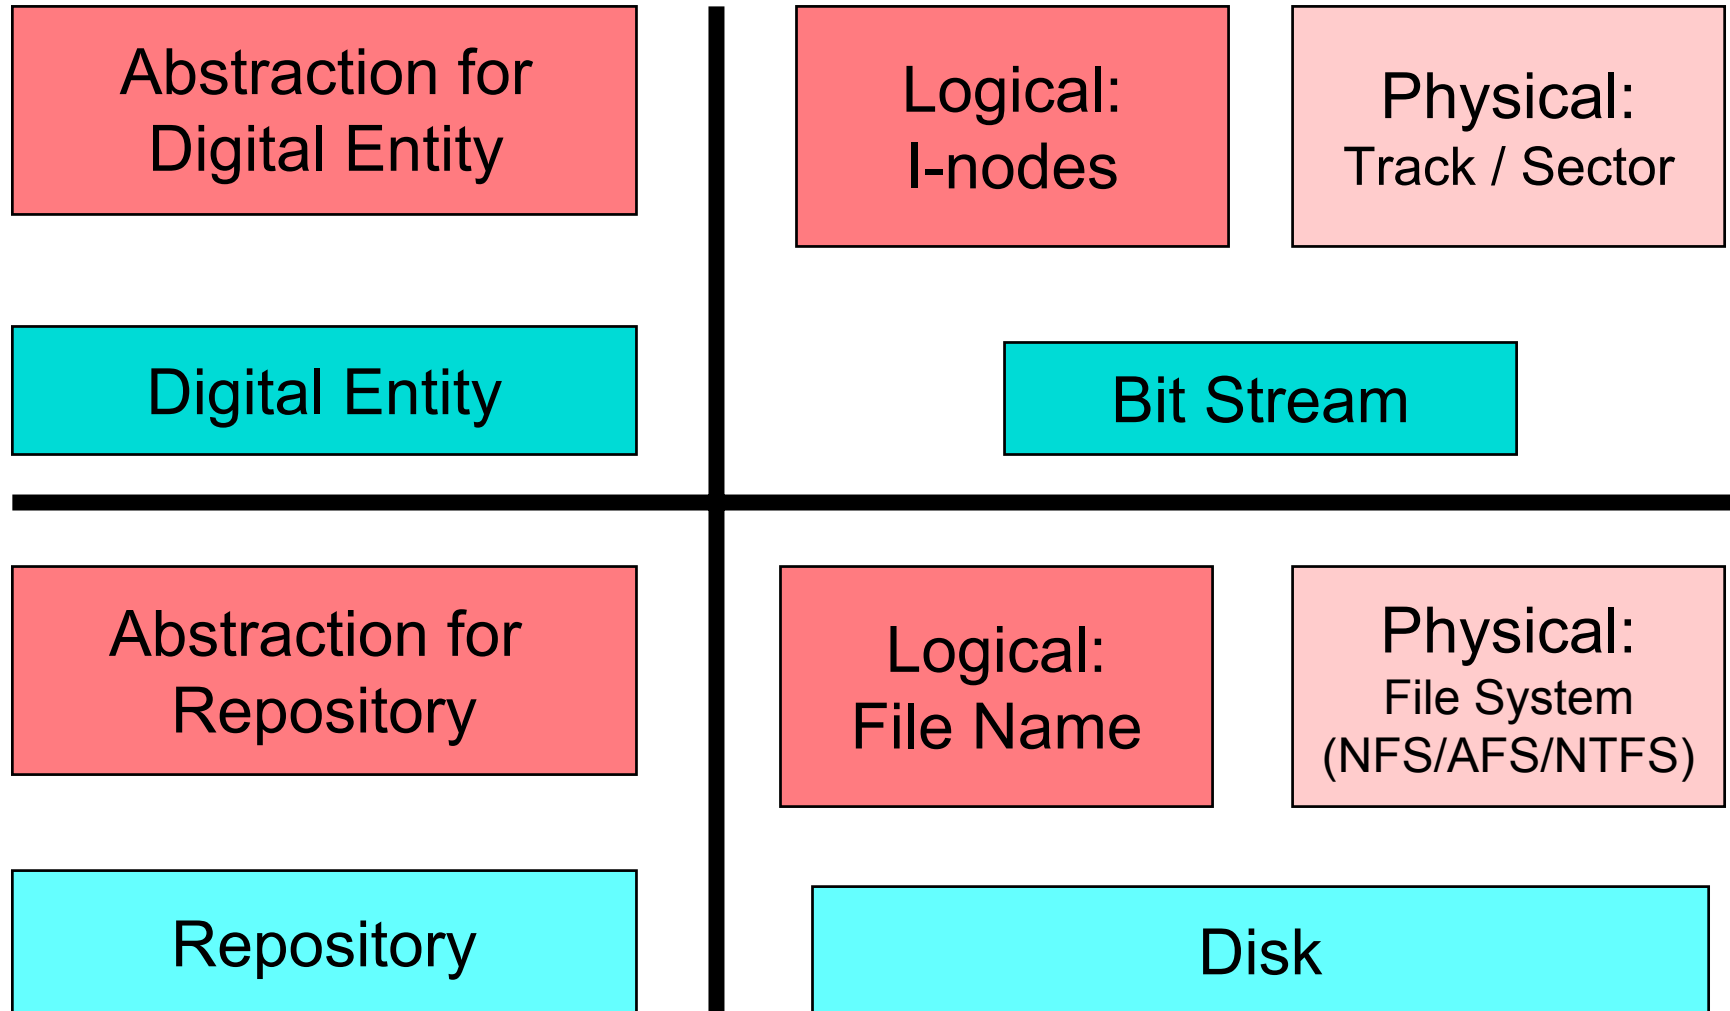 Abstraction for
Digital Entity
Logical:
I-nodes
Physical:
Track / Sector
Digital Entity
Bit Stream
Abstraction for
Repository
Logical:
File Name
Physical:
File System
(NFS/AFS/NTFS)
Repository
Disk